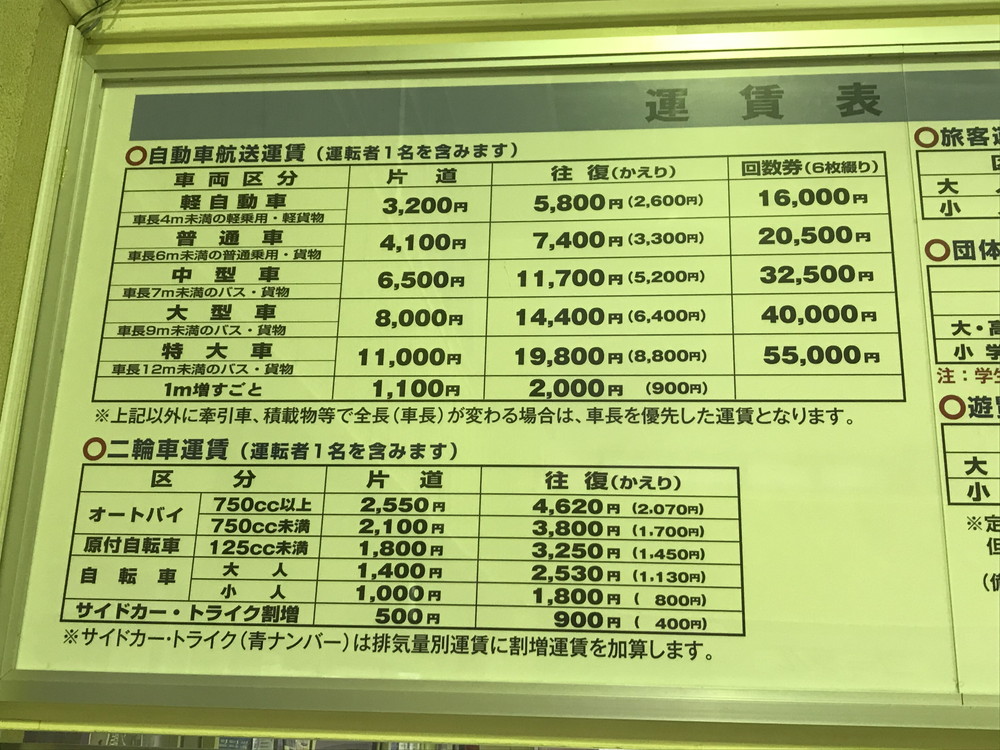 運賃表
○自動車航送運賃（運転者1名を含みます）
車両区分 片道 往復(かえり) 回数券(6枚綴り)
軽自動車 3,200円 5,800円(2,600円) 16,000円
車長4m未満の軽乗用・軽貨物
普通車 4,100円 7,400円(3,300円) 20,500円
車長6m未満の普通乗用・貨物
中型車 6,500円 11,700円(5,200円) 32,500円
車長7m未満のバス・貨物
大型車 8,000円 14,400円(6,400円) 40,000円
車長9m未満のバス・貨物
特大車 11,000円 19,800円(8,800円) 55,000円
車長12m未満のバス・貨物
1m増すごと 1,100円 2,000円(900円)
※上記以外に牽引車、積載物等で全長（車長）が変わる場合は、車長を優先した運賃となります。
○二輪車運賃（運転者1名を含みます）
区分 片道 往復(かえり)
オートバイ 750cc以上 2,550円 4,620円(2,070円)
750cc未満 2,100円 3,800円(1,700円)
原付自転車 125cc未満 1,800円 3,250円(1,450円)
自転車 大人 1,400円 2,530円(1,130円)
小人 1,000円 1,800円(800円)
サイドカー・トライク割増 500円 900円(400円)
※サイドカー・トライク（青ナンバー）は排気量別運賃に割増運賃を加算します。
○旅客
大
小
○団体
大・高
小学
注：学生
○遊
大
小
※定
但